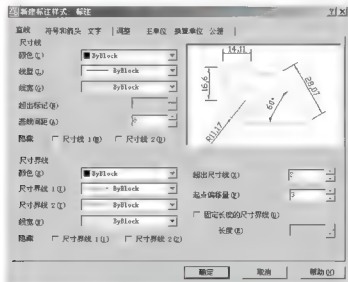 新建标注样式: 标注
直线 符号和箭头 文字 调整 主单位 换算单位 公差
尺寸线
颜色(C) ByBlock
线型(L) ByBlock
线宽(G) ByBlock
超出标记(N)
基线间距(A)
隐藏 尺寸线 1(M) 尺寸线 2(D)
14.11
16.6
28.07
60°
R11.17
尺寸界线
颜色(R) ByBlock
尺寸界线 1(I) ByBlock
尺寸界线 2(T) ByBlock
线宽(W) ByBlock
隐藏 尺寸界线 1(1) 尺寸界线 2(2)
超出尺寸线(X)
起点偏移量(F)
固定长度的尺寸界线(O)
长度(E)
确定 取消 帮助(H)